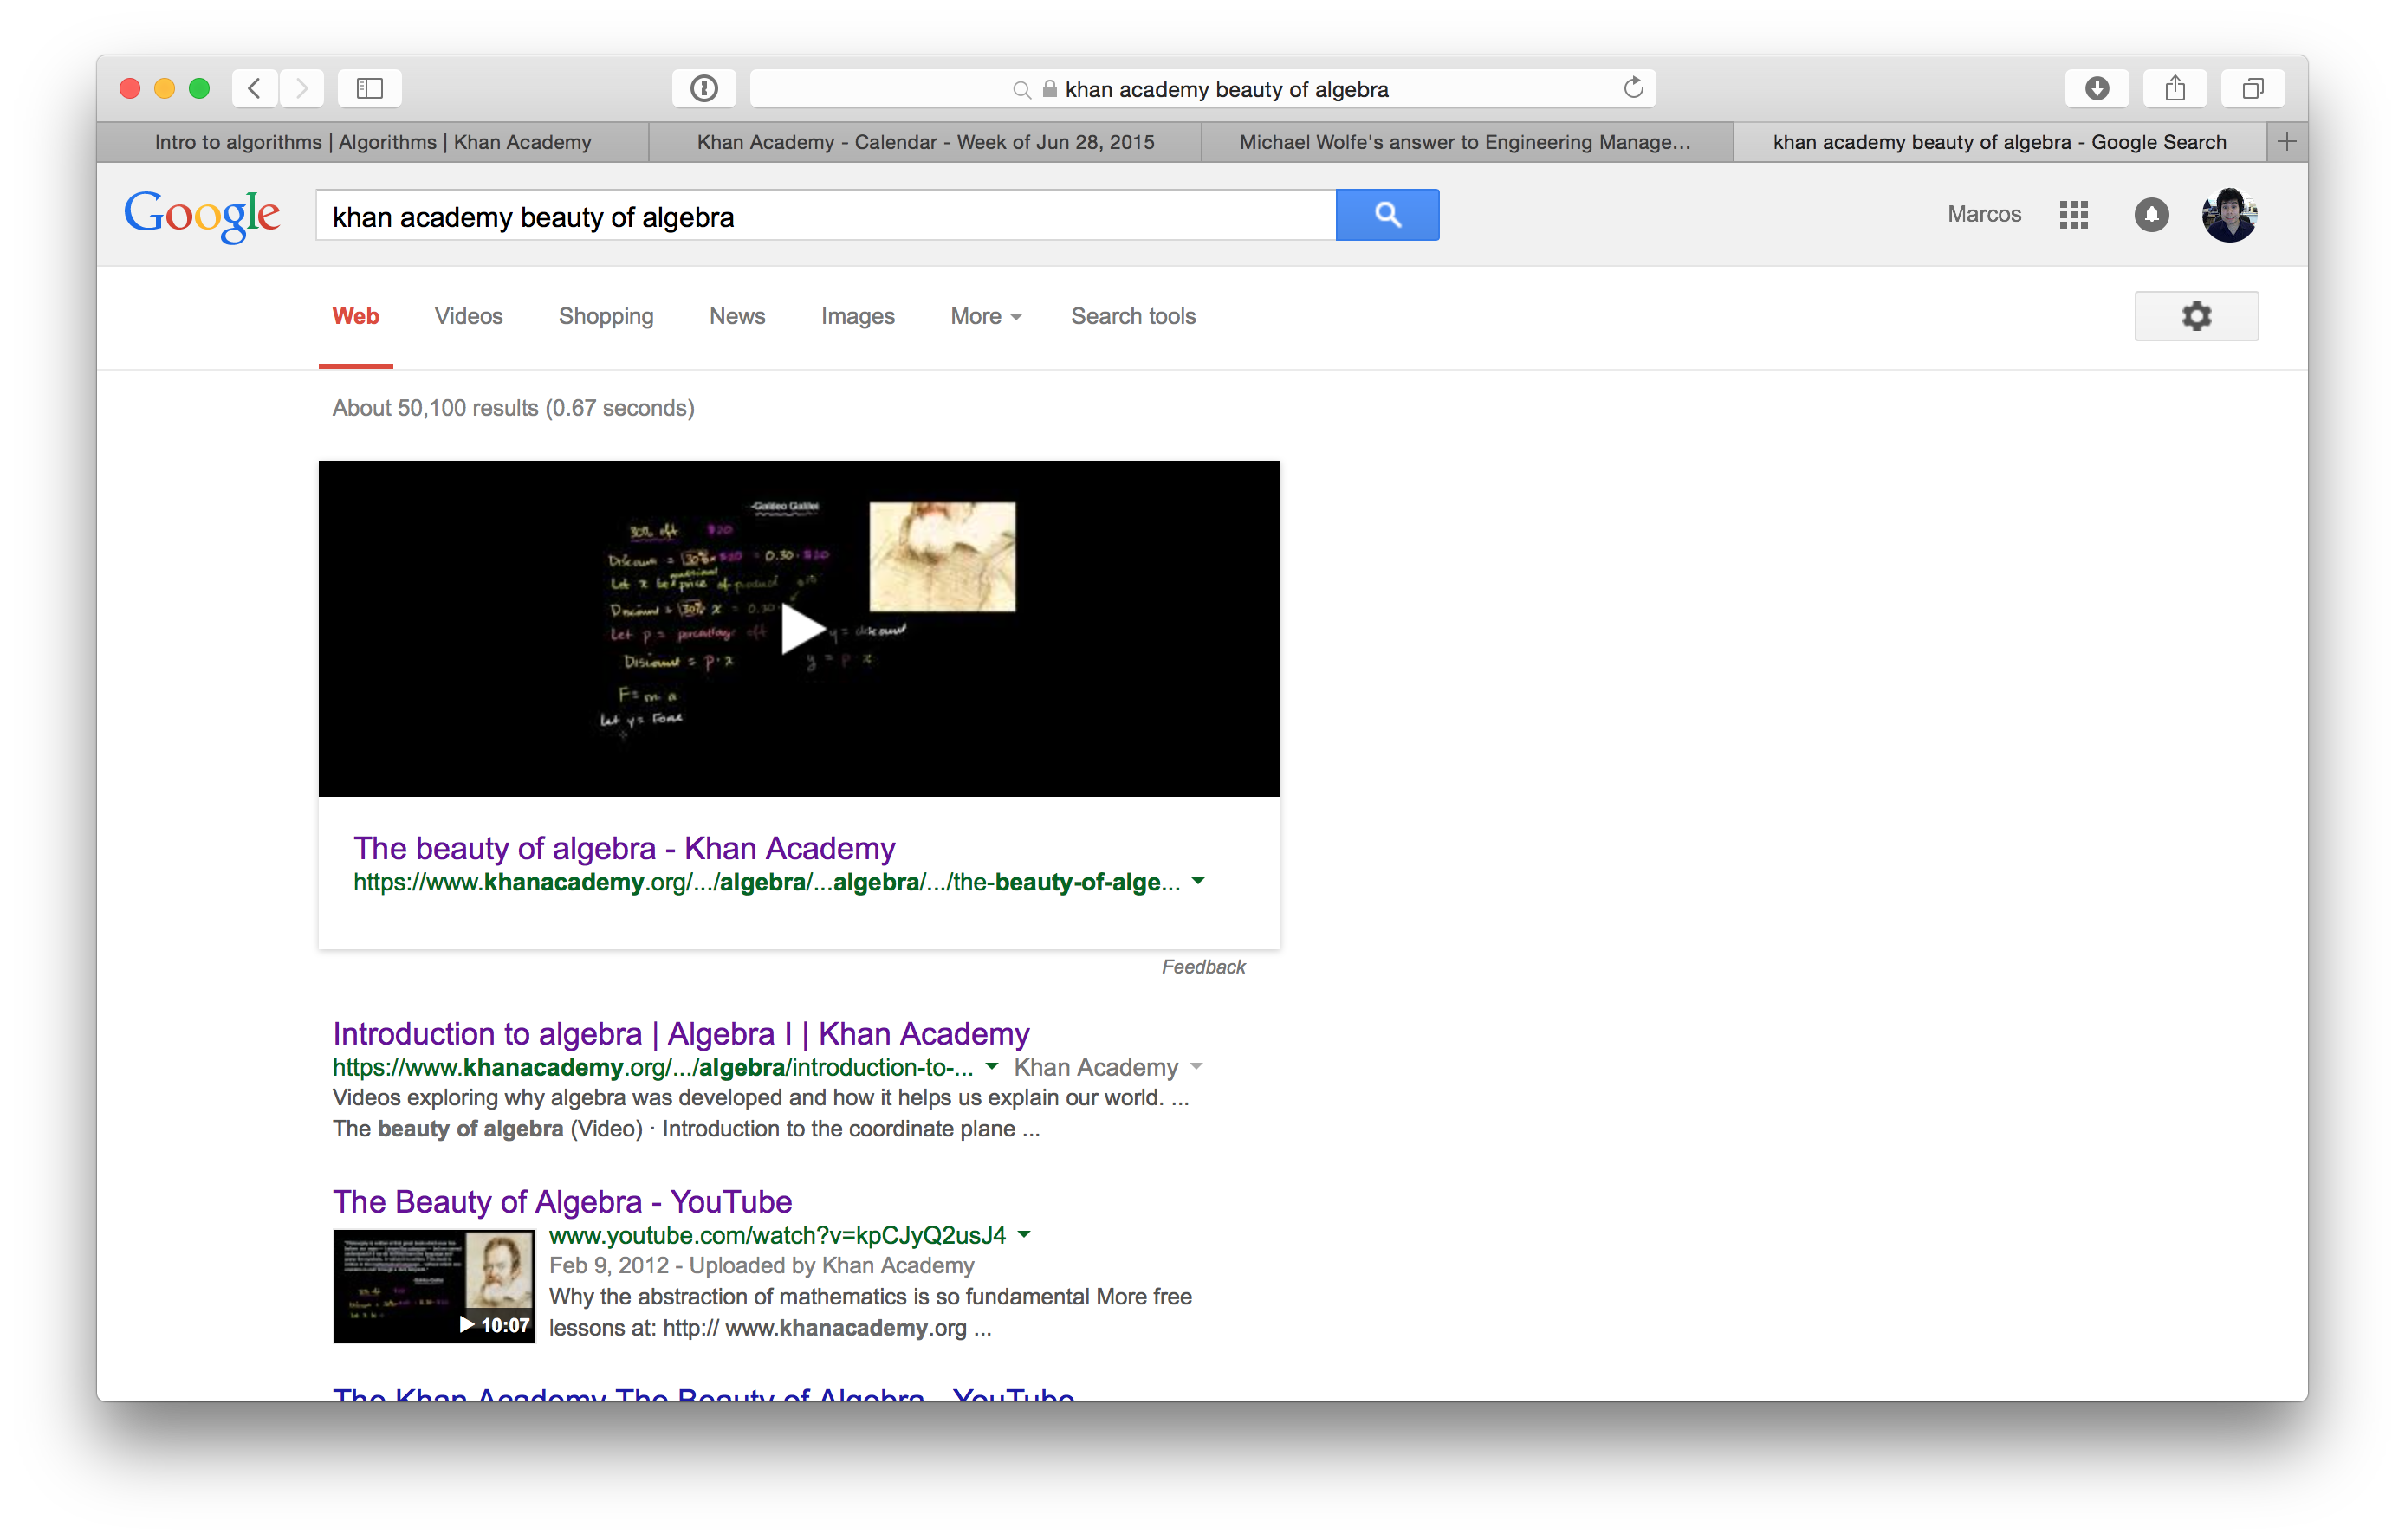 khan academy beauty of algebra
Intro to algorithms | Algorithms | Khan Academy
Khan Academy - Calendar - Week of Jun 28, 2015
Michael Wolfe's answer to Engineering Manage...
khan academy beauty of algebra - Google Search
Google
khan academy beauty of algebra
Marcos
Web Videos Shopping News Images More Search tools
About 50,100 results (0.67 seconds)
-Galileo Galilei
30% off $20
Discount = 30% × $20 = 0.30 · $20
Let x be price of product
Discount = 30% x = 0.30
Let p = percentage off
y = discount
Discount = p · x
y = p · x
F = m a
Let y = Force
The beauty of algebra - Khan Academy
https://www.khanacademy.org/.../algebra/...algebra/.../the-beauty-of-alge...
Feedback
Introduction to algebra | Algebra I | Khan Academy
https://www.khanacademy.org/.../algebra/introduction-to-... Khan Academy
Videos exploring why algebra was developed and how it helps us explain our world. ...
The beauty of algebra (Video) · Introduction to the coordinate plane ...
The Beauty of Algebra - YouTube
www.youtube.com/watch?v=kpCJyQ2usJ4
Feb 9, 2012 - Uploaded by Khan Academy
Why the abstraction of mathematics is so fundamental More free
lessons at: http:// www.khanacademy.org ...
10:07
The Khan Academy The Beauty of Algebra - YouTube